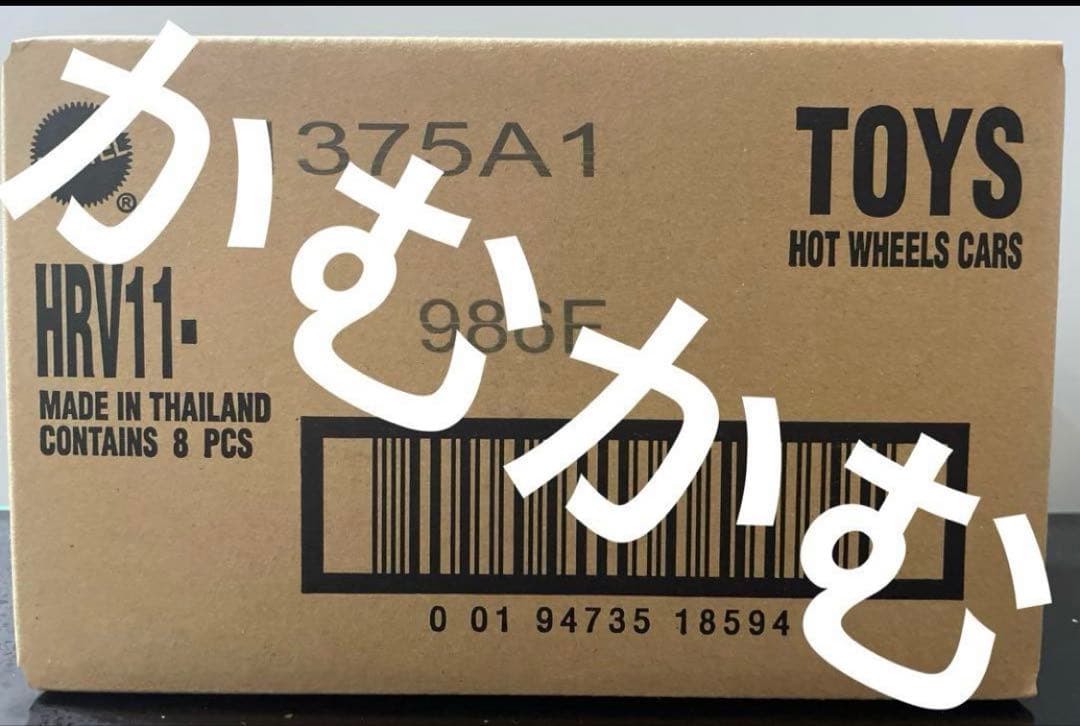 かむかむ
375A1
TOYS
HOT WHEELS CARS
HRV11-
986F
MADE IN THAILAND
CONTAINS 8 PCS
0 01 94735 18594
®